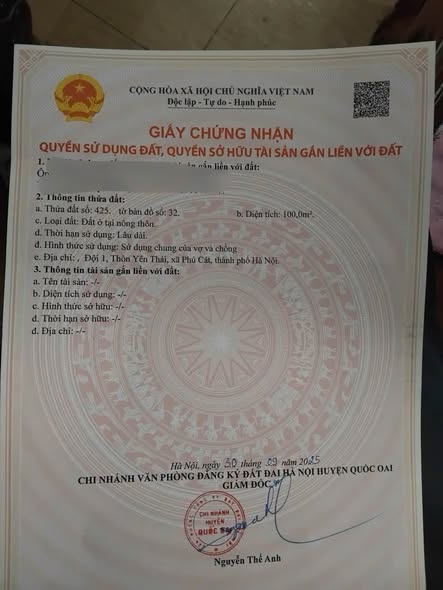 CỘNG HÒA XÃ HỘI CHỦ NGHĨA VIỆT NAM
Độc lập - Tự do - Hạnh phúc
GIẤY CHỨNG NHẬN
QUYỀN SỬ DỤNG ĐẤT, QUYỀN SỞ HỮU TÀI SẢN GẮN LIỀN VỚI ĐẤT
1. gắn liền với đất:
Ôn
2. Thông tin thửa đất:
a. Thửa đất số: 425. tờ bản đồ số: 32. b. Diện tích: 100,0m².
c. Loại đất: Đất ở tại nông thôn.
d. Thời hạn sử dụng: Lâu dài.
đ. Hình thức sử dụng: Sử dụng chung của vợ và chồng
e. Địa chỉ: , Đội 1, Thôn Yên Thái, xã Phú Cát, thành phố Hà Nội.
3. Thông tin tài sản gắn liền với đất:
a. Tên tài sản: -/-
b. Diện tích sử dụng: -/-
c. Hình thức sở hữu: -/-
d. Thời hạn sở hữu: -/-
đ. Địa chỉ: -/-
Hà Nội, ngày 30 tháng 09 năm 2025
CHI NHÁNH VĂN PHÒNG ĐĂNG KÝ ĐẤT ĐAI HÀ NỘI HUYỆN QUỐC OAI
GIÁM ĐỐC
CHI NHÁNH
HUYỆN
QUỐC OAI
Nguyễn Thế Anh